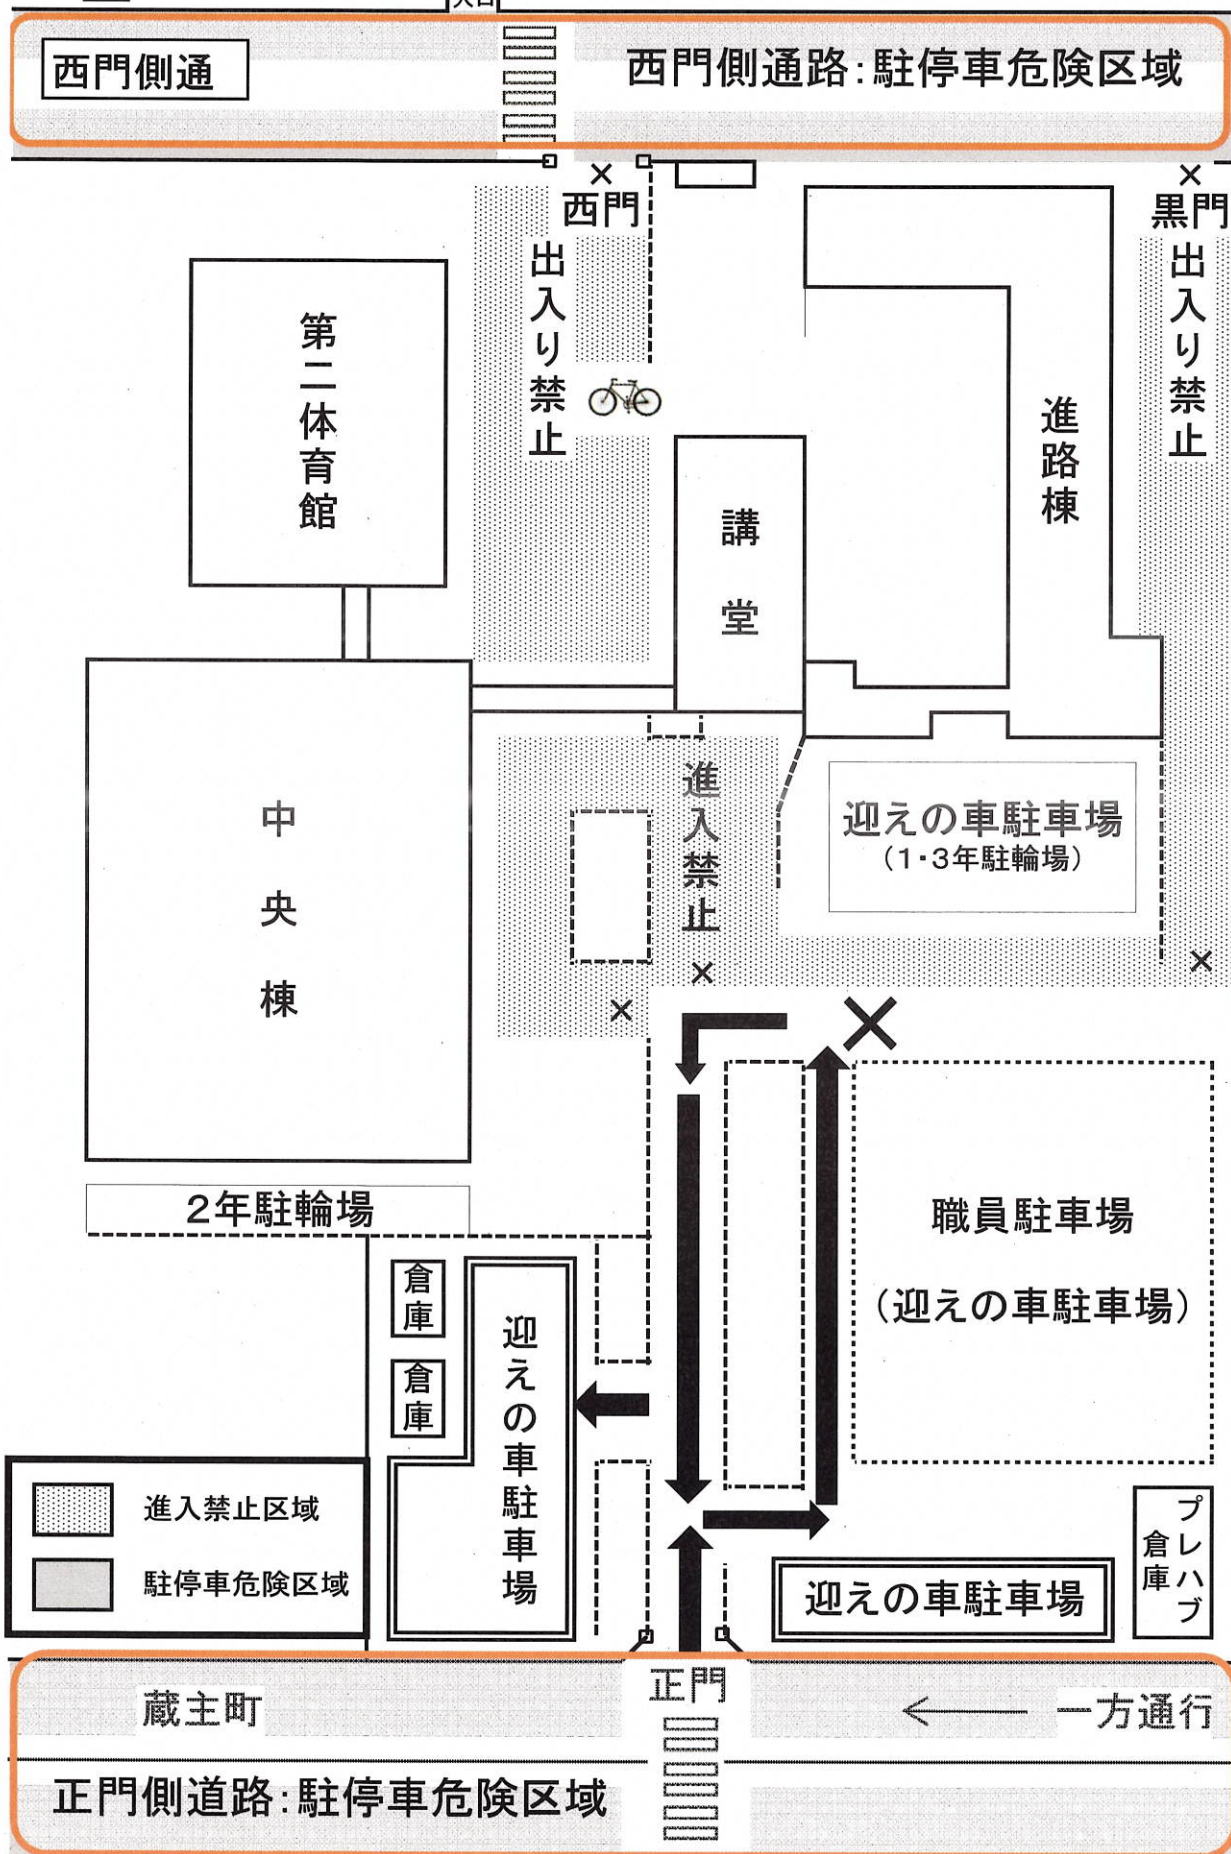 入口
西門側通
西門側通路:駐停車危険区域
×
西門
×
黒門
出入り禁止
出入り禁止
第二体育館
進路棟
講堂
中央棟
進入禁止
迎えの車駐車場
(1・3年駐輪場)
×
×
×
×
2年駐輪場
職員駐車場
(迎えの車駐車場)
倉庫
倉庫
迎えの車駐車場
進入禁止区域
駐停車危険区域
プレハブ
倉庫
迎えの車駐車場
正門
蔵主町
一方通行
正門側道路:駐停車危険区域